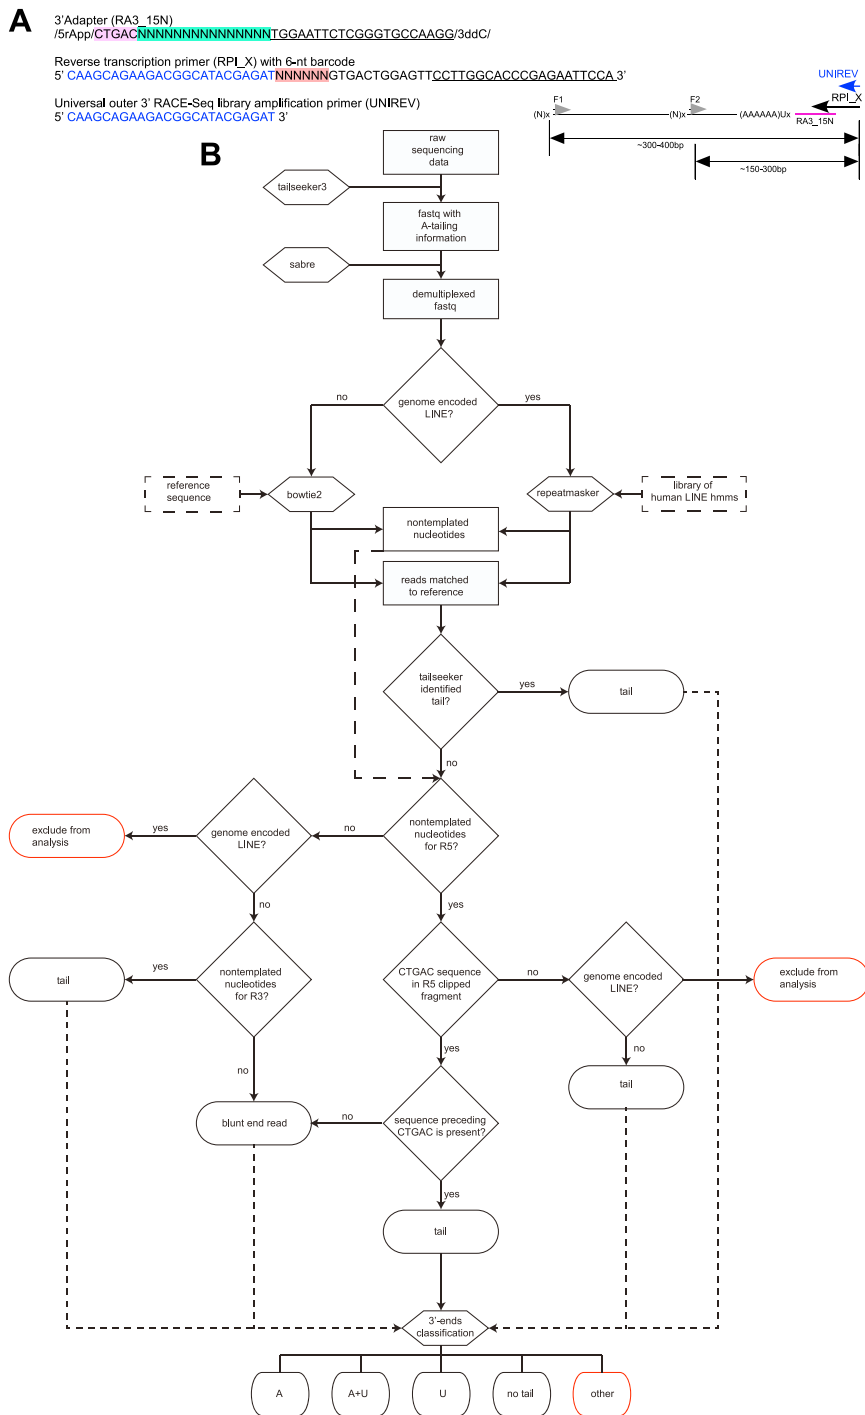 A
3'Adapter (RA3_15N)
/5rApp/CTGACNNNNNNNNNNNNNNNTGGAATTCTCGGGTGCCAAGG/3ddC/
Reverse transcription primer (RPI_X) with 6-nt barcode
5' CAAGCAGAAGACGGCATACGAGATNNNNNNGTGACTGGAGTTCCTTGGCACCCGAGAATTCCA 3'
Universal outer 3' RACE-Seq library amplification primer (UNIREV)
5' CAAGCAGAAGACGGCATACGAGAT 3'
UNIREV
RPI_X
F1
F2
(N)x
(N)x
(AAAAAA)Ux
RA3_15N
~300-400bp
~150-300bp
B
raw
sequencing
data
tailseeker3
fastq with
A-tailing
information
sabre
demultiplexed
fastq
genome encoded
LINE?
no
yes
reference
sequence
bowtie2
repeatmasker
library of
human LINE hmms
nontemplated
nucleotides
reads matched
to reference
tailseeker
identified
tail?
yes
tail
no
exclude from
analysis
yes
genome encoded
LINE?
no
nontemplated
nucleotides
for R5?
no
yes
tail
yes
nontemplated
nucleotides
for R3?
CTGAC sequence
in R5 clipped
fragment
no
genome encoded
LINE?
exclude from
analysis
no
yes
no
tail
blunt end read
no
sequence preceding
CTGAC is present?
yes
tail
3'-ends
classification
A
A+U
U
no tail
other